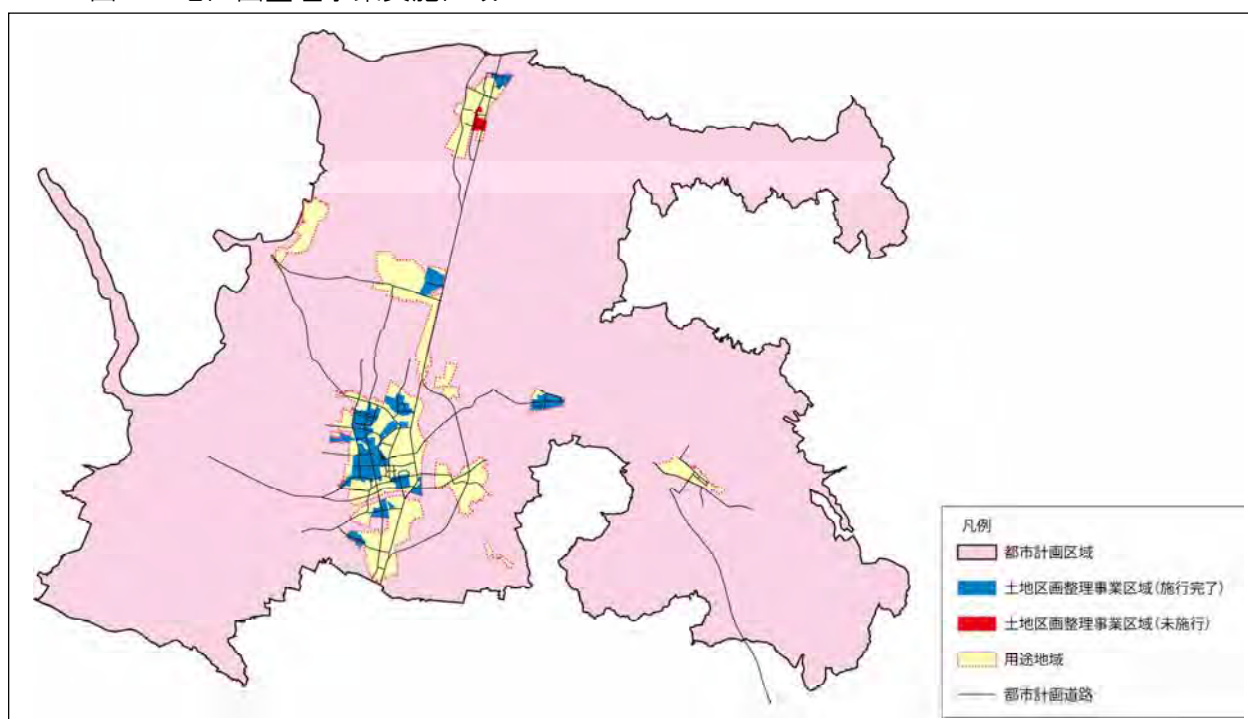 凡例
都市計画区域
土地区画整理事業区域(施行完了)
土地区画整理事業区域(未施行)
用途地域
都市計画道路